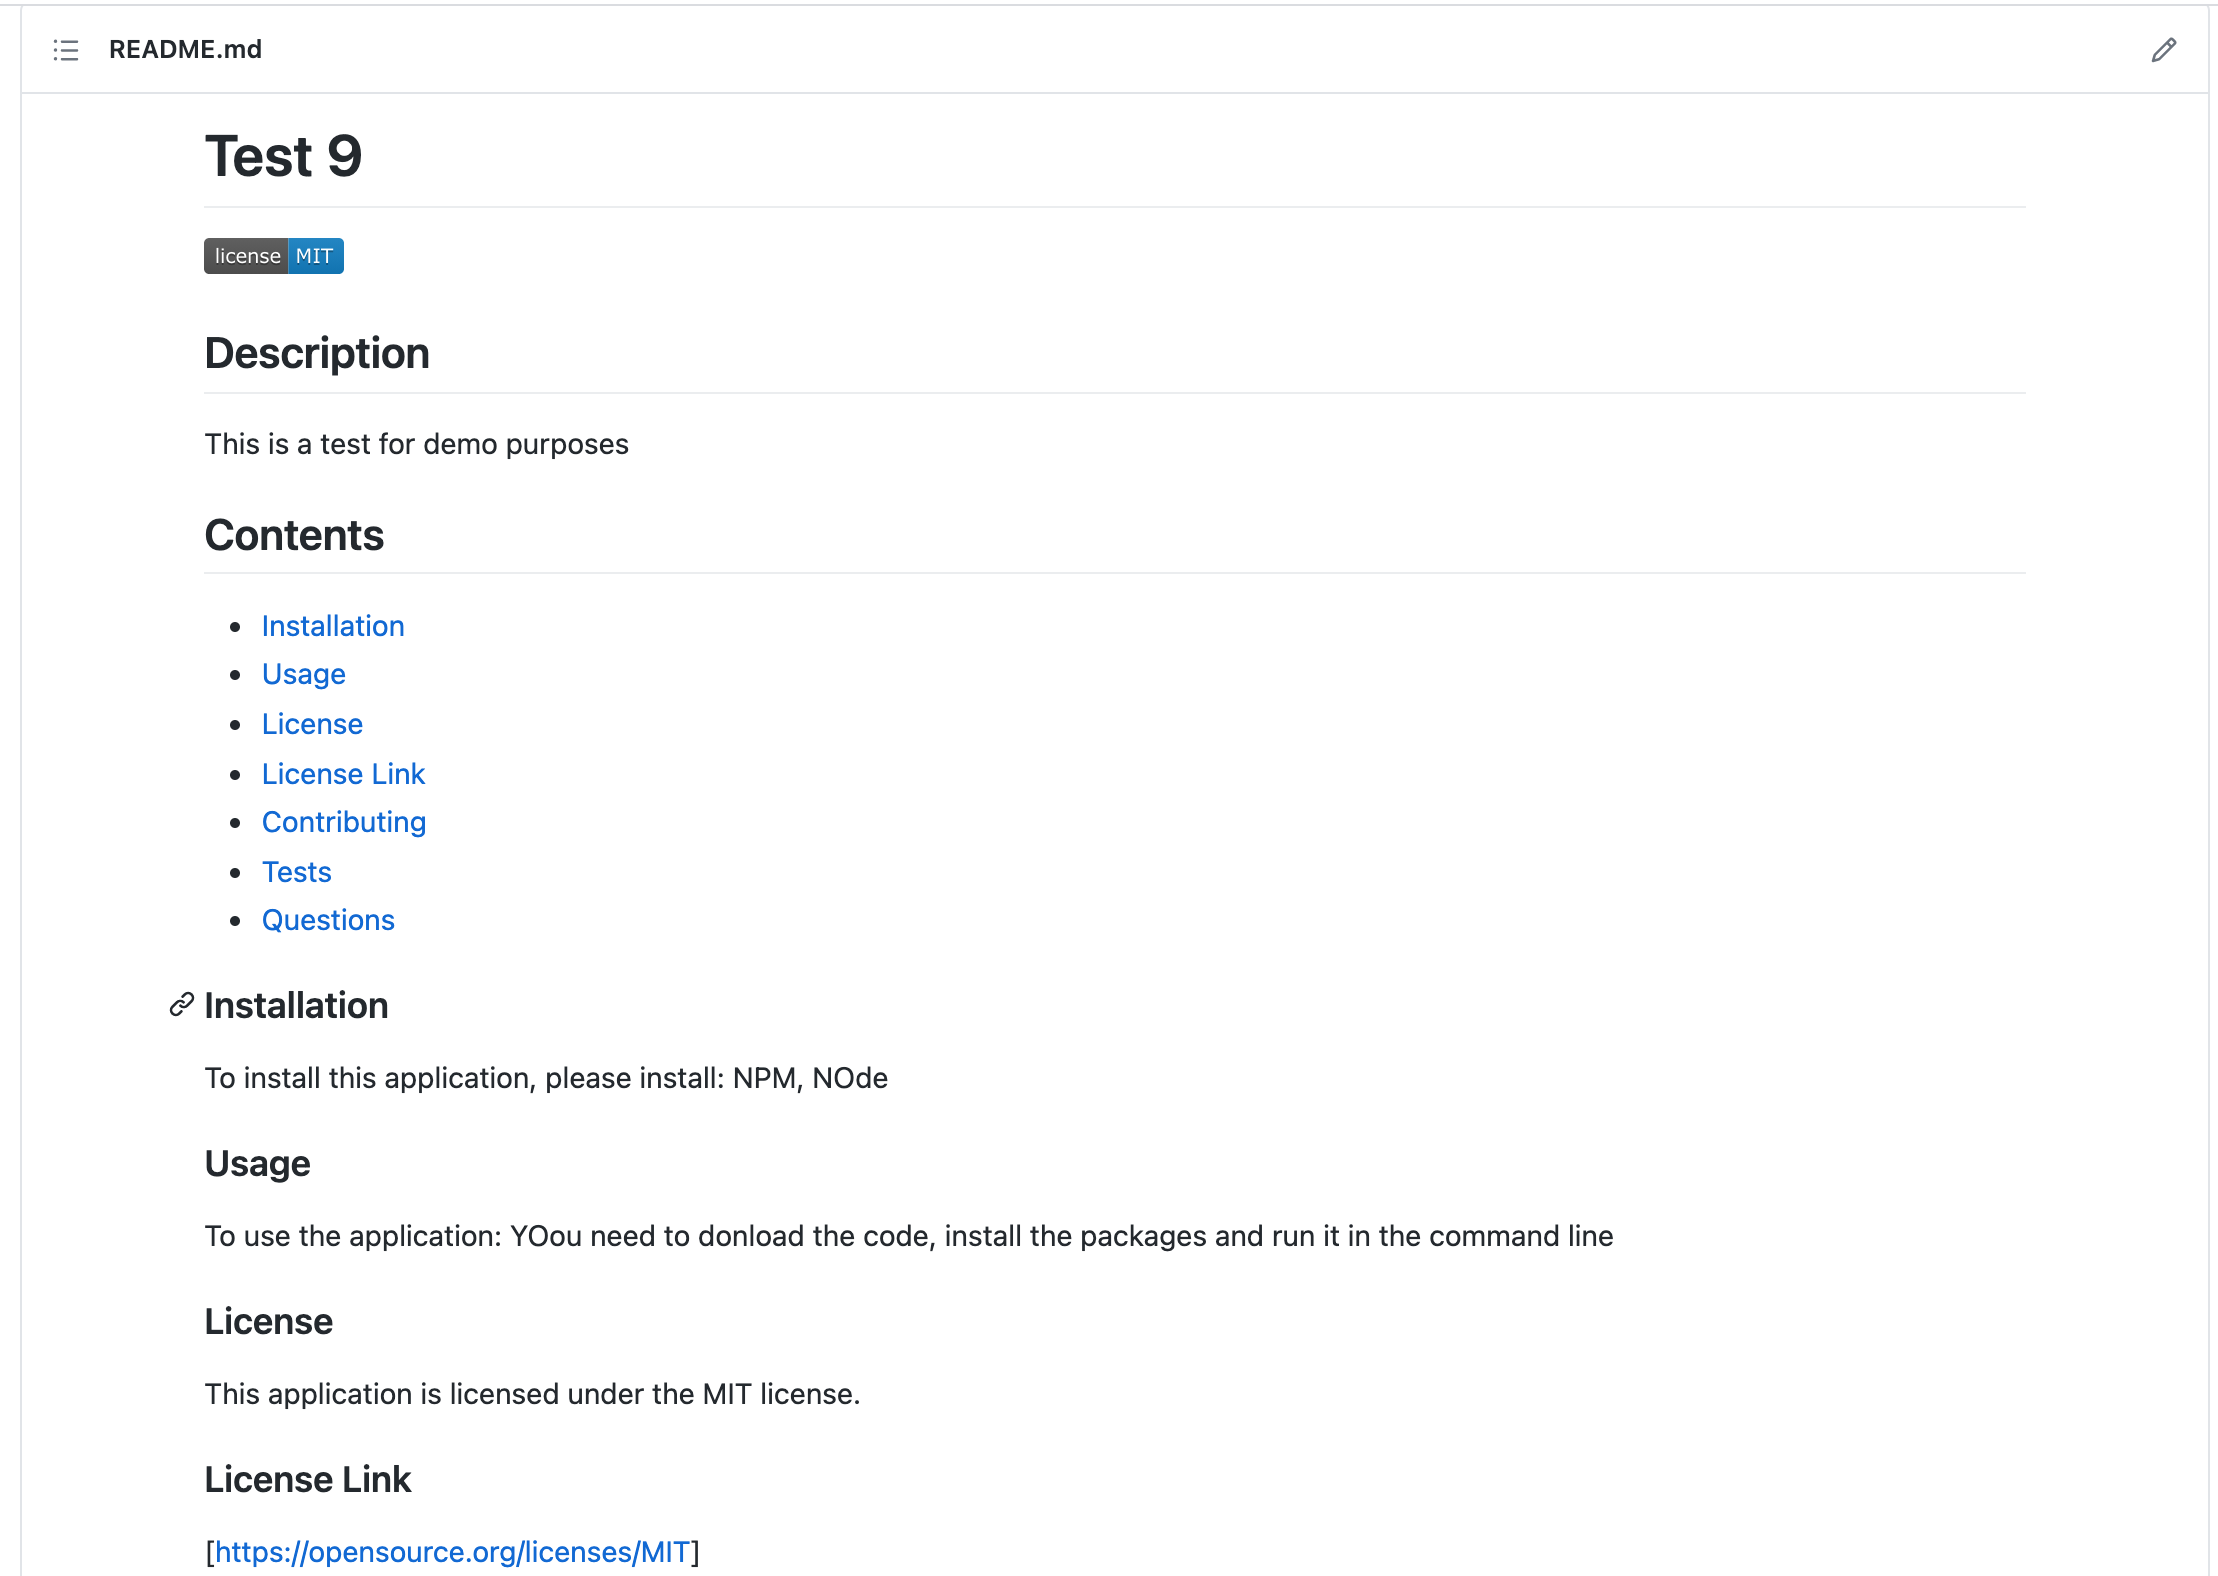 README.md
Test 9
license MIT
Description
This is a test for demo purposes
Contents
Installation
Usage
License
License Link
Contributing
Tests
Questions
Installation
To install this application, please install: NPM, NOde
Usage
To use the application: YOou need to donload the code, install the packages and run it in the command line
License
This application is licensed under the MIT license.
License Link
[https://opensource.org/licenses/MIT]